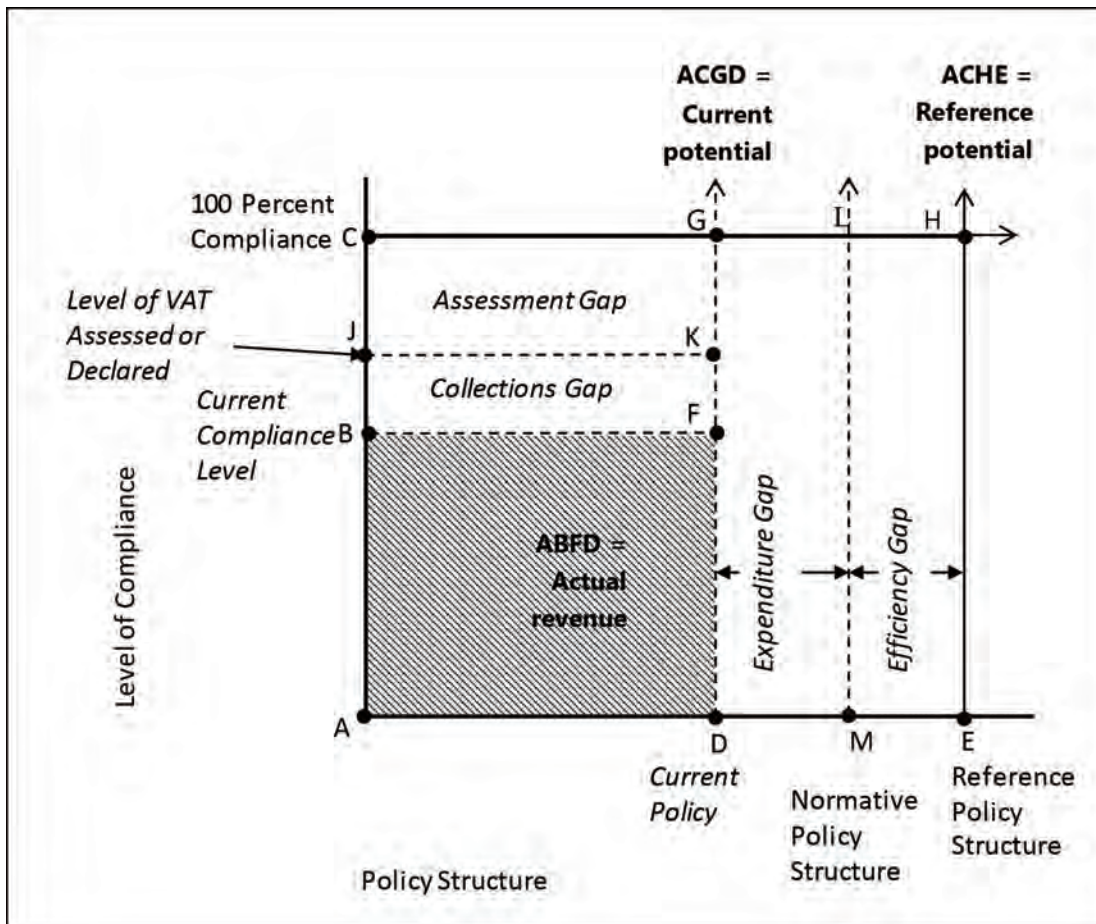 ACGD =
Current
potential
ACHE =
Reference
potential
100 Percent
Compliance
C
G
L
H
Level of VAT
Assessed or
Declared
J
Assessment Gap
K
Collections Gap
Current
Compliance
Level
B
F
Level of Compliance
ABFD =
Actual
revenue
Expenditure Gap
Efficiency Gap
A
D
M
E
Current
Policy
Normative
Policy
Structure
Reference
Policy
Structure
Policy Structure